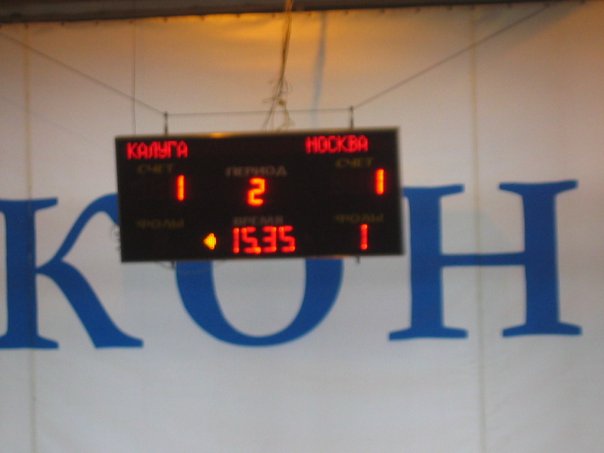 КАЛУГА МОСКВА
СЧЕТ ПЕРИОД СЧЕТ
1 2 1
ФОЛЫ ВРЕМЯ ФОЛЫ
15.35 1
КОН